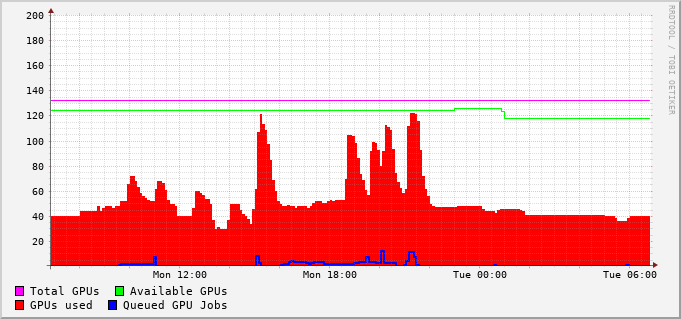 200
180
160
140
120
100
80
60
40
20
Mon 12:00 Mon 18:00 Tue 00:00 Tue 06:00
Total GPUs Available GPUs
GPUs used Queued GPU Jobs
RRDTOOL / TOBI OETIKER